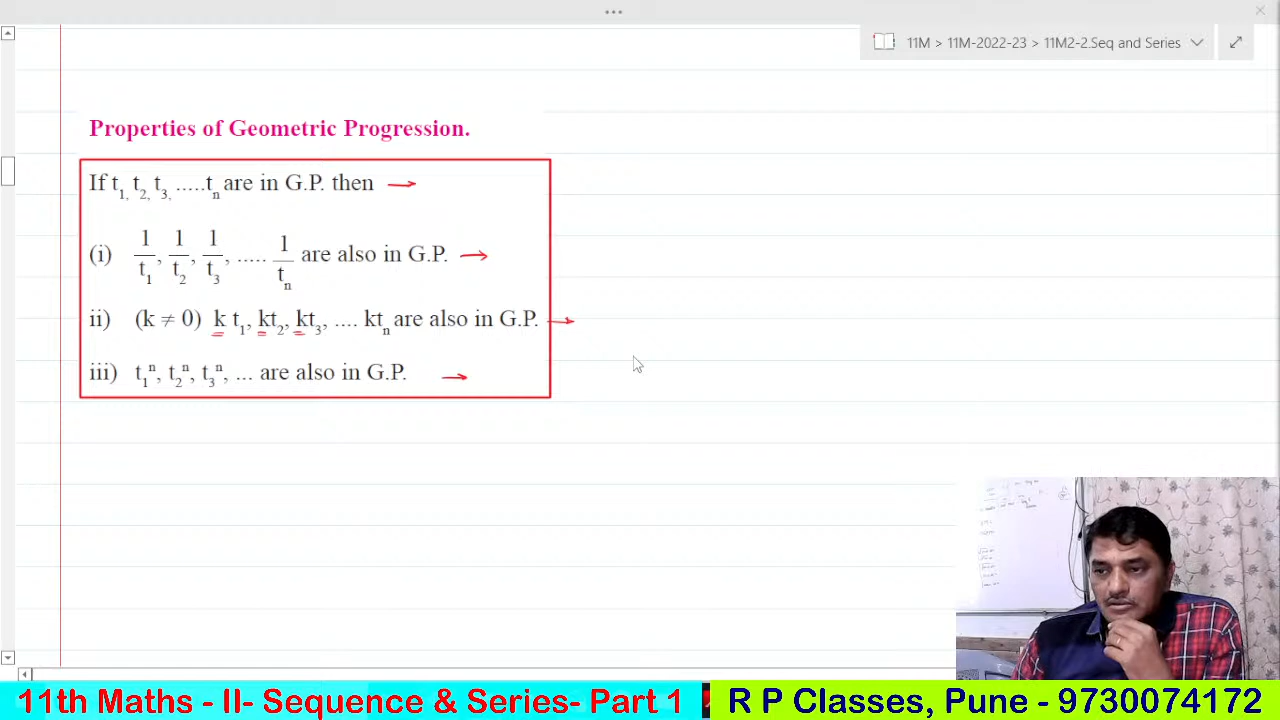 11M > 11M-2022-23 > 11M2-2.Seq and Series
Properties of Geometric Progression.
If t₁, t₂, t₃, .....tₙ are in G.P. then
(i) 1/t₁, 1/t₂, 1/t₃, ..... 1/tₙ are also in G.P.
ii) (k ≠ 0) k t₁, kt₂, kt₃, .... ktₙ are also in G.P.
iii) t₁ⁿ, t₂ⁿ, t₃ⁿ, ... are also in G.P.
11th Maths - II- Sequence & Series- Part 1
R P Classes, Pune - 9730074172